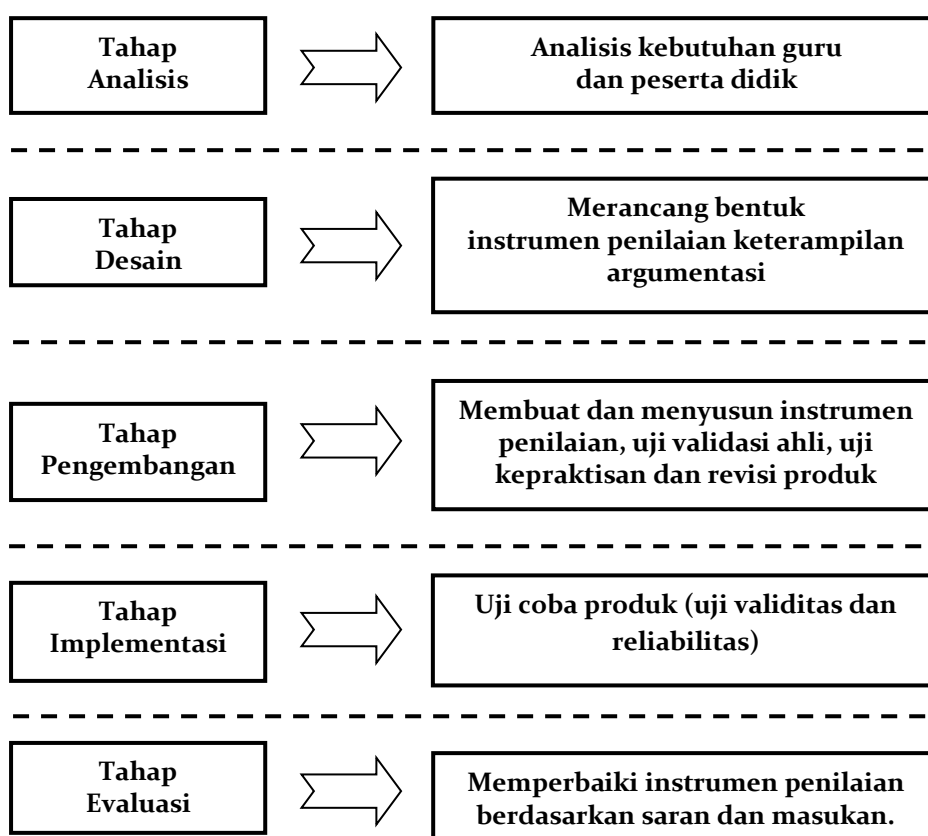 Tahap
Analisis
Analisis kebutuhan guru
dan peserta didik
Tahap
Desain
Merancang bentuk
instrumen penilaian keterampilan
argumentasi
Tahap
Pengembangan
Membuat dan menyusun instrumen
penilaian, uji validasi ahli, uji
kepraktisan dan revisi produk
Tahap
Implementasi
Uji coba produk (uji validitas dan
reliabilitas)
Tahap
Evaluasi
Memperbaiki instrumen penilaian
berdasarkan saran dan masukan.